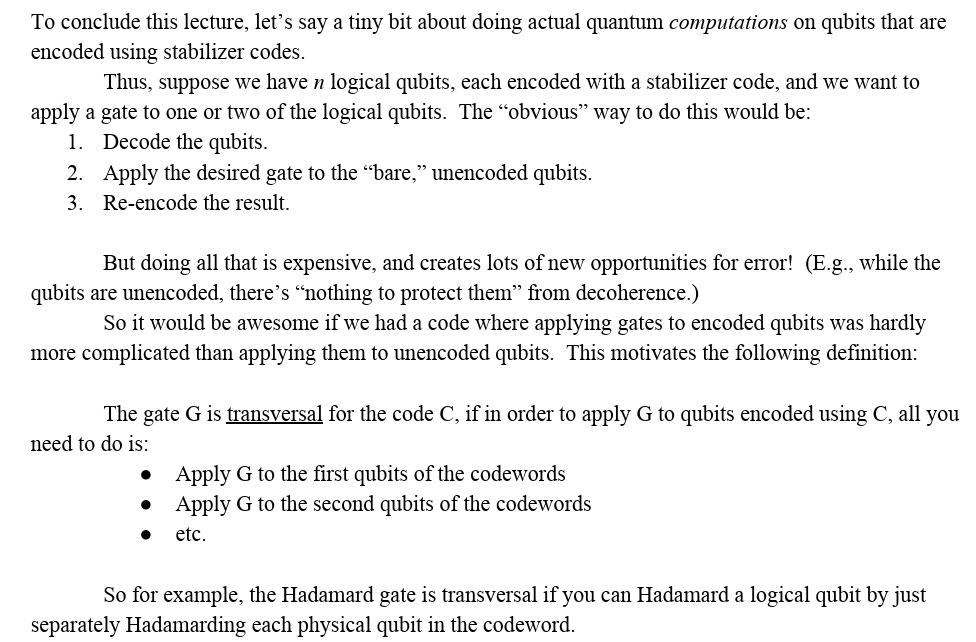 To conclude this lecture, let’s say a tiny bit about doing actual quantum computations on qubits that are
encoded using stabilizer codes.
Thus, suppose we have n logical qubits, each encoded with a stabilizer code, and we want to
apply a gate to one or two of the logical qubits.  The “obvious” way to do this would be:
1. Decode the qubits.
2. Apply the desired gate to the “bare,” unencoded qubits.
3. Re-encode the result.
But doing all that is expensive, and creates lots of new opportunities for error!  (E.g., while the
qubits are unencoded, there’s “nothing to protect them” from decoherence.)
So it would be awesome if we had a code where applying gates to encoded qubits was hardly
more complicated than applying them to unencoded qubits.  This motivates the following definition:
The gate G is transversal for the code C, if in order to apply G to qubits encoded using C, all you
need to do is:
● Apply G to the first qubits of the codewords
● Apply G to the second qubits of the codewords
● etc.
So for example, the Hadamard gate is transversal if you can Hadamard a logical qubit by just
separately Hadamarding each physical qubit in the codeword.